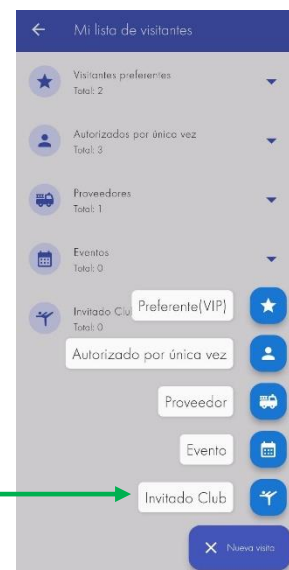 Mi lista de visitantes
Visitantes preferentes
Total: 2
Autorizados por única vez
Total: 3
Proveedores
Total: 1
Eventos
Total: 0
Invitado Clu
Total: 0
Preferente(VIP)
Autorizado por única vez
Proveedor
Evento
Invitado Club
Nueva visita